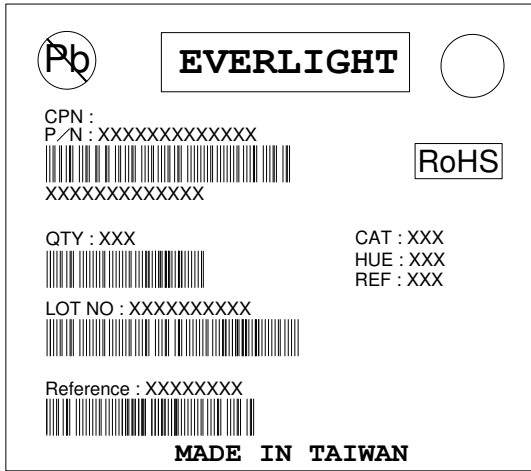 Pb
EVERLIGHT
CPN :
P/N : XXXXXXXXXXXXX
RoHS
XXXXXXXXXXXXX
QTY : XXX
CAT : XXX
HUE : XXX
REF : XXX
LOT NO : XXXXXXXXXX
Reference : XXXXXXXX
MADE IN TAIWAN